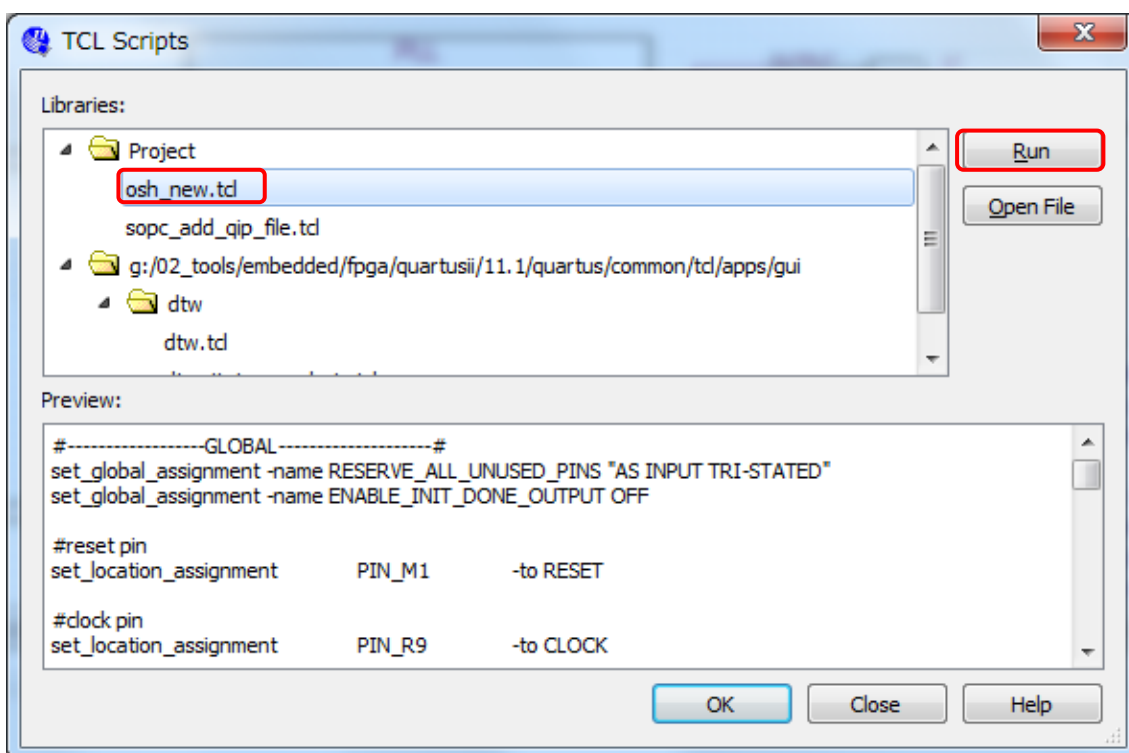 TCL Scripts
Libraries:
Project
Run
osh_new.tcl
Open File
sopc_add_qip_file.tcl
g:/02_tools/embedded/fpga/quartusii/11.1/quartus/common/tcl/apps/gui
dtw
dtw.tcl
Preview:
#------------------GLOBAL--------------------#
set_global_assignment -name RESERVE_ALL_UNUSED_PINS "AS INPUT TRI-STATED"
set_global_assignment -name ENABLE_INIT_DONE_OUTPUT OFF
#reset pin
set_location_assignment PIN_M1 -to RESET
#clock pin
set_location_assignment PIN_R9 -to CLOCK
OK Close Help